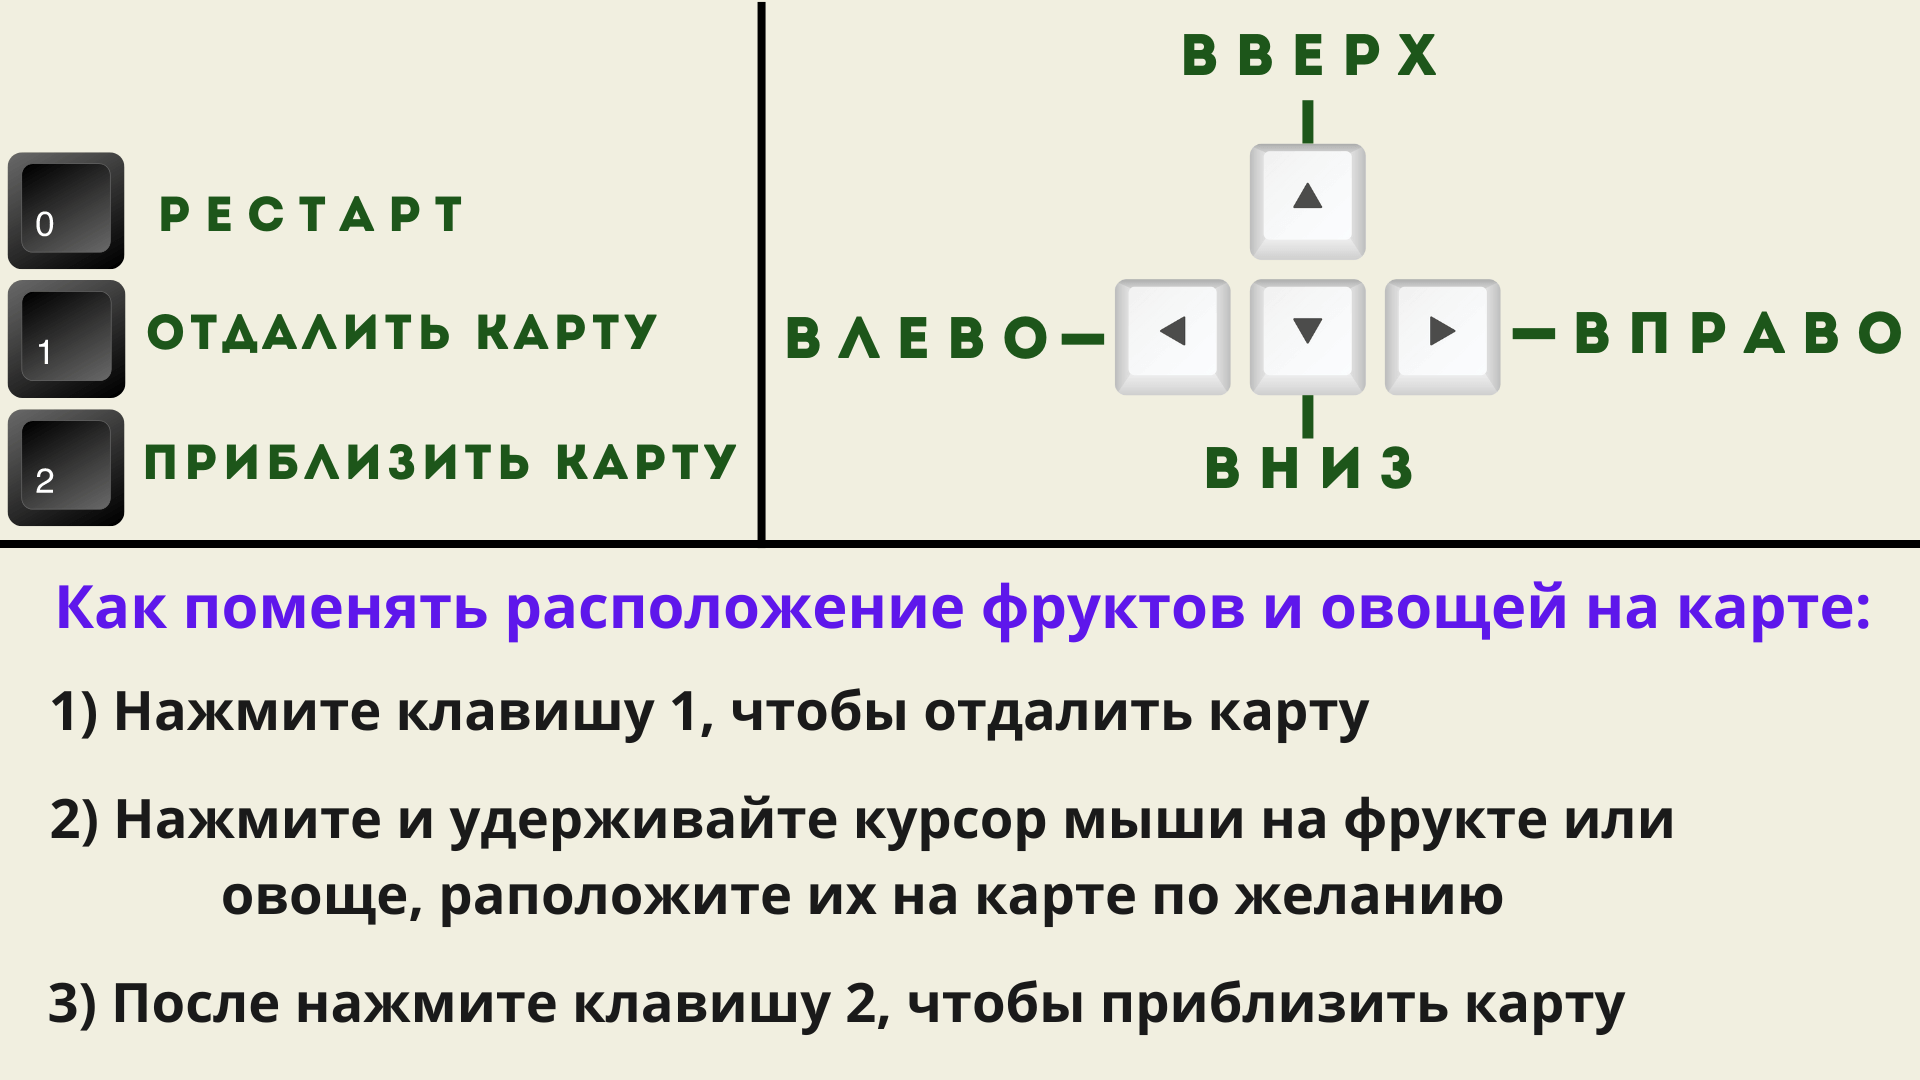 0 РЕСТАРТ
1 ОТДАЛИТЬ КАРТУ
2 ПРИБЛИЗИТЬ КАРТУ
ВВЕРХ
ВЛЕВО
ВПРАВО
ВНИЗ
Как поменять расположение фруктов и овощей на карте:
1) Нажмите клавишу 1, чтобы отдалить карту
2) Нажмите и удерживайте курсор мыши на фрукте или
овоще, раположите их на карте по желанию
3) После нажмите клавишу 2, чтобы приблизить карту